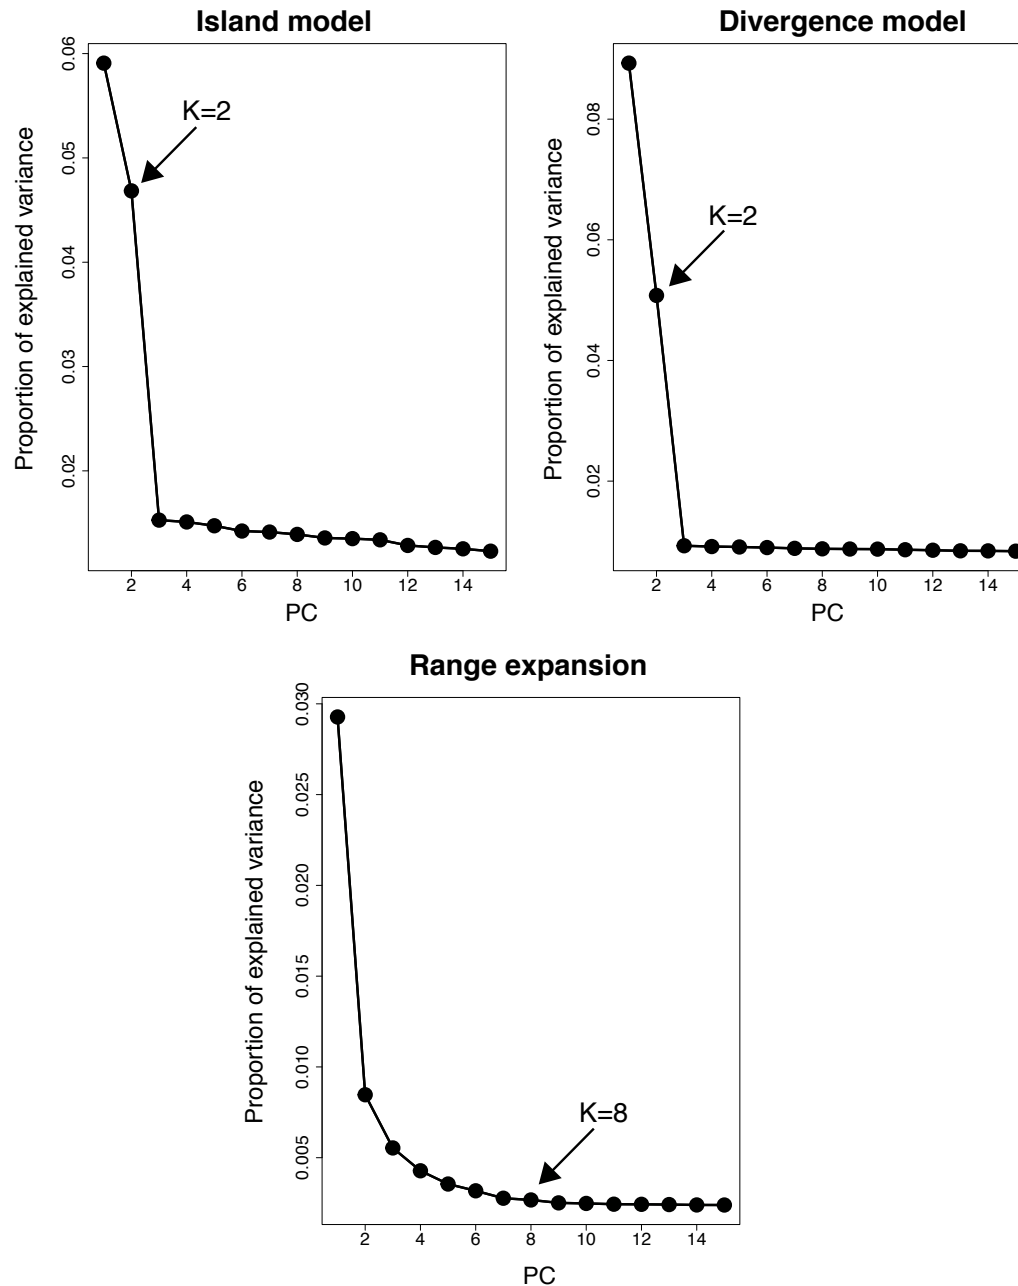 Island model
Proportion of explained variance
0.06
0.05
0.04
0.03
0.02
K=2
2 4 6 8 10 12 14
PC
Divergence model
Proportion of explained variance
0.08
0.06
0.04
0.02
K=2
2 4 6 8 10 12 14
PC
Range expansion
Proportion of explained variance
0.030
0.025
0.020
0.015
0.010
0.005
K=8
2 4 6 8 10 12 14
PC